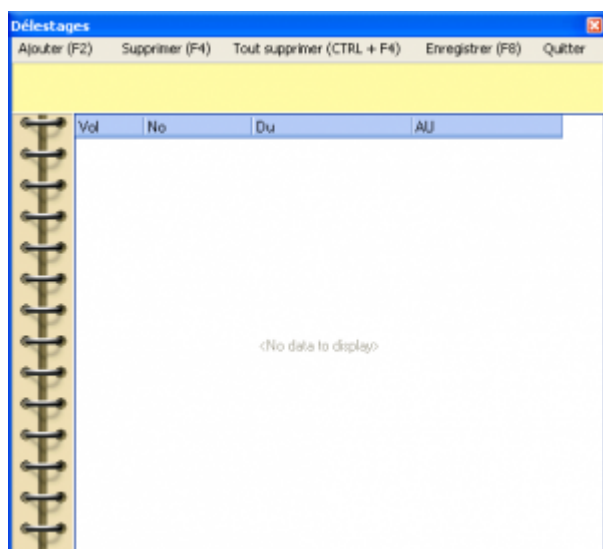 Délestages
Ajouter (F2) Supprimer (F4) Tout supprimer (CTRL + F4) Enregistrer (F8) Quitter
Vol No Du AU
<No data to display>